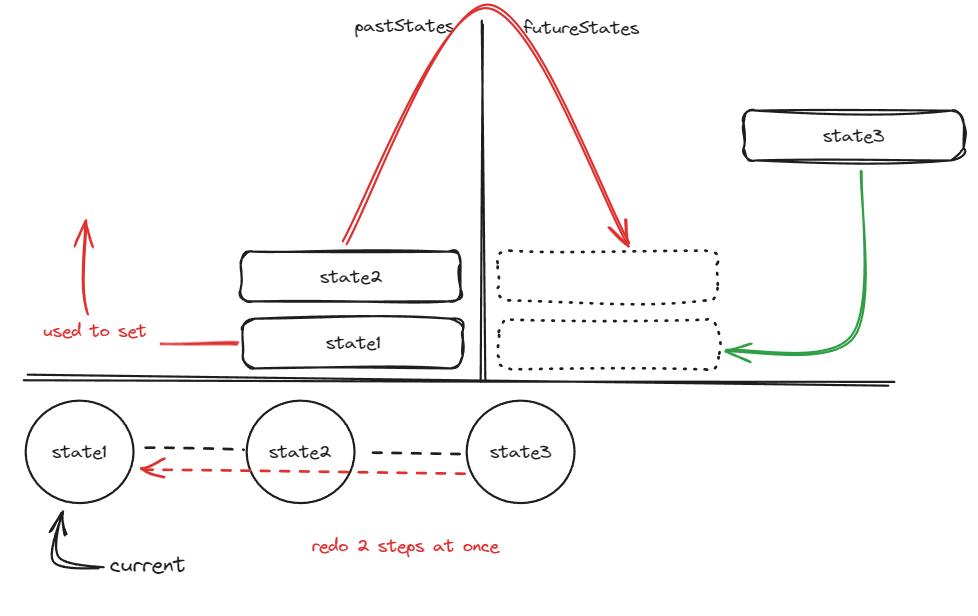 pastStates
futureStates
state3
state2
used to set
state1
state1
state2
state3
redo 2 steps at once
current